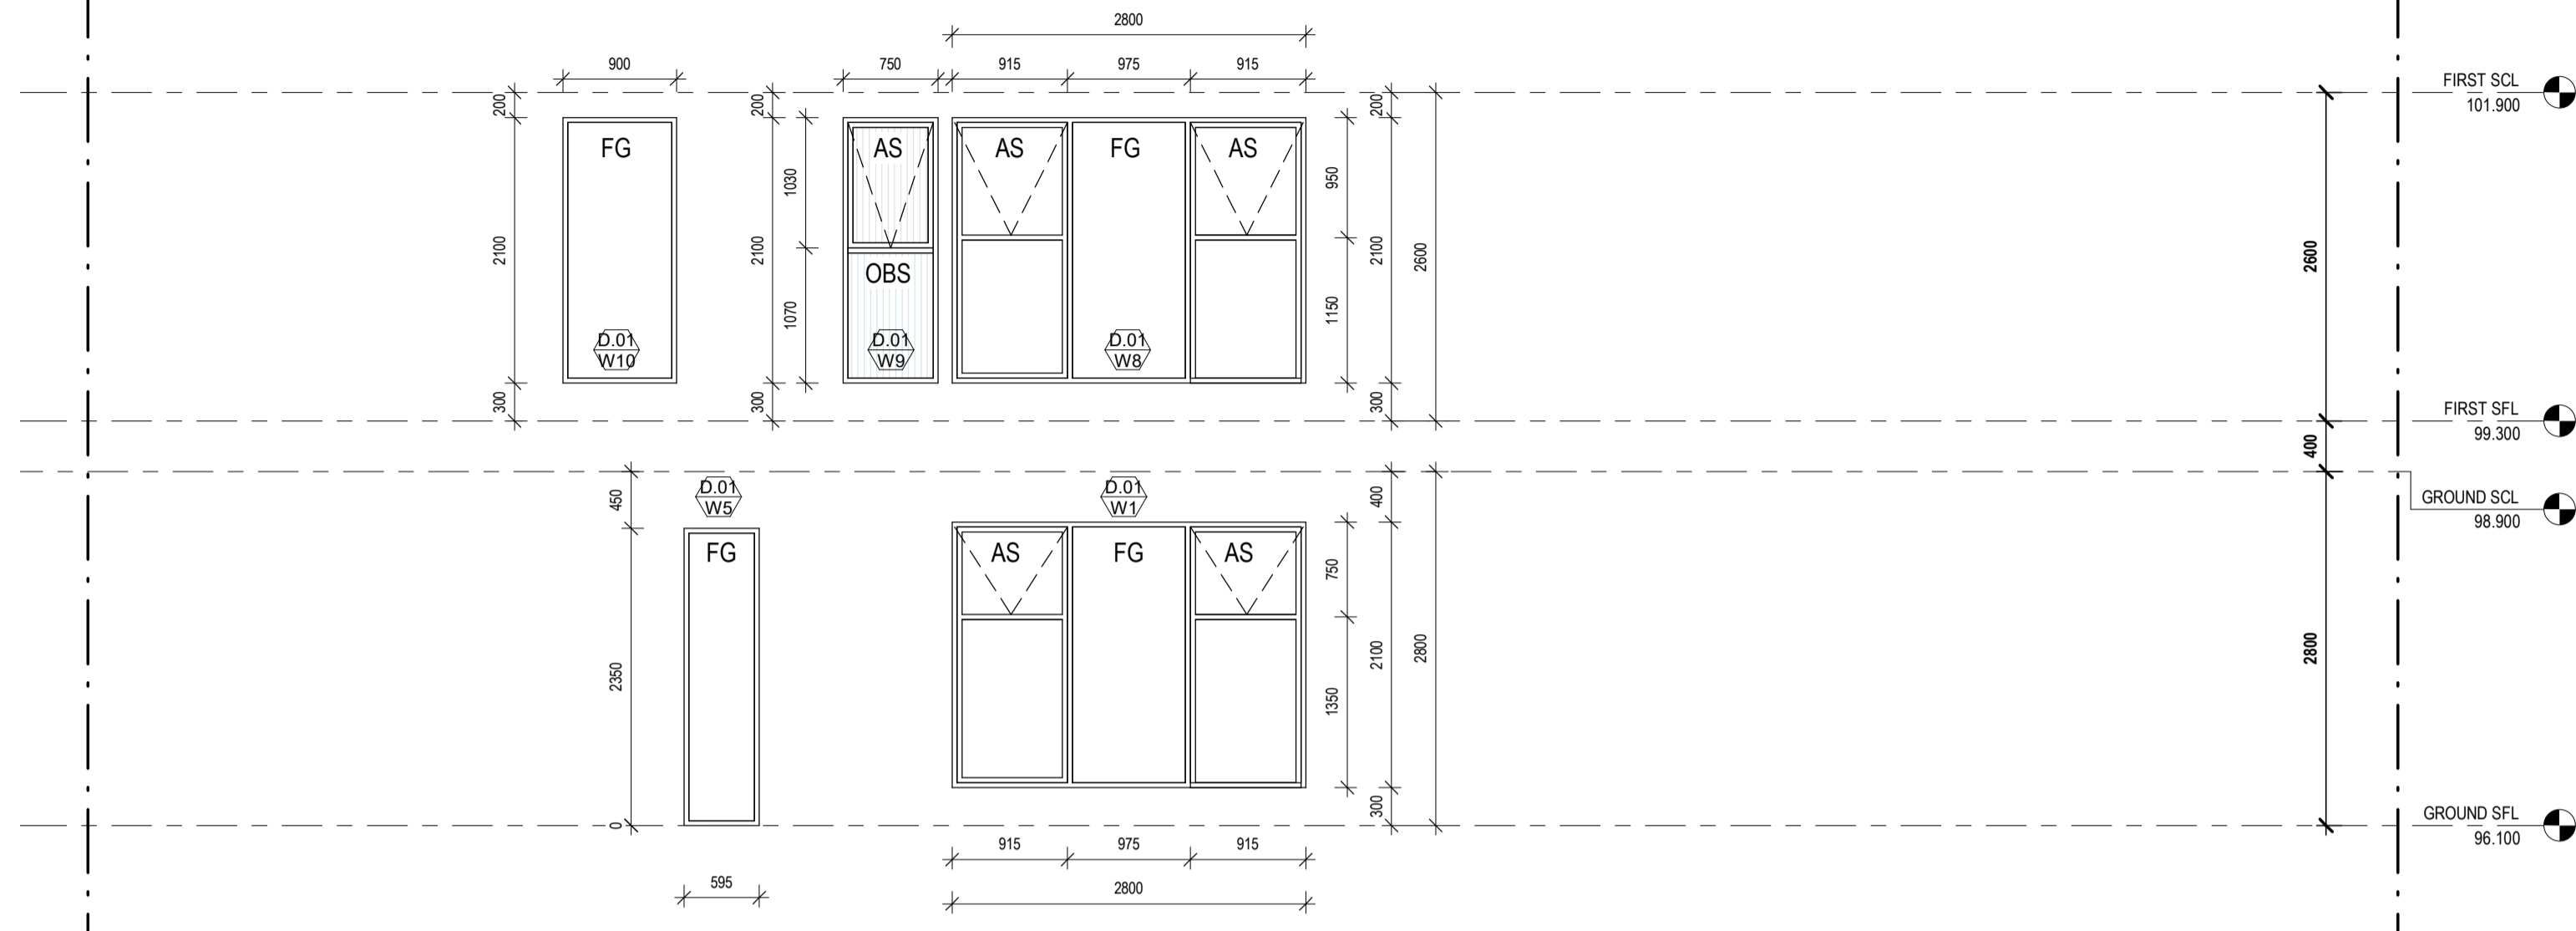 2800
900
750
915
975
915
FIRST SCL
101.900
200
200
200
FG
AS
AS
FG
AS
1030
950
2100
2100
2100
2600
2600
OBS
1070
1150
D.01
W10
D.01
W9
D.01
W8
300
300
300
FIRST SFL
99.300
400
450
D.01
W5
D.01
W1
400
GROUND SCL
98.900
FG
AS
FG
AS
750
2350
2100
2800
2800
1350
0
300
GROUND SFL
96.100
915
975
915
595
2800